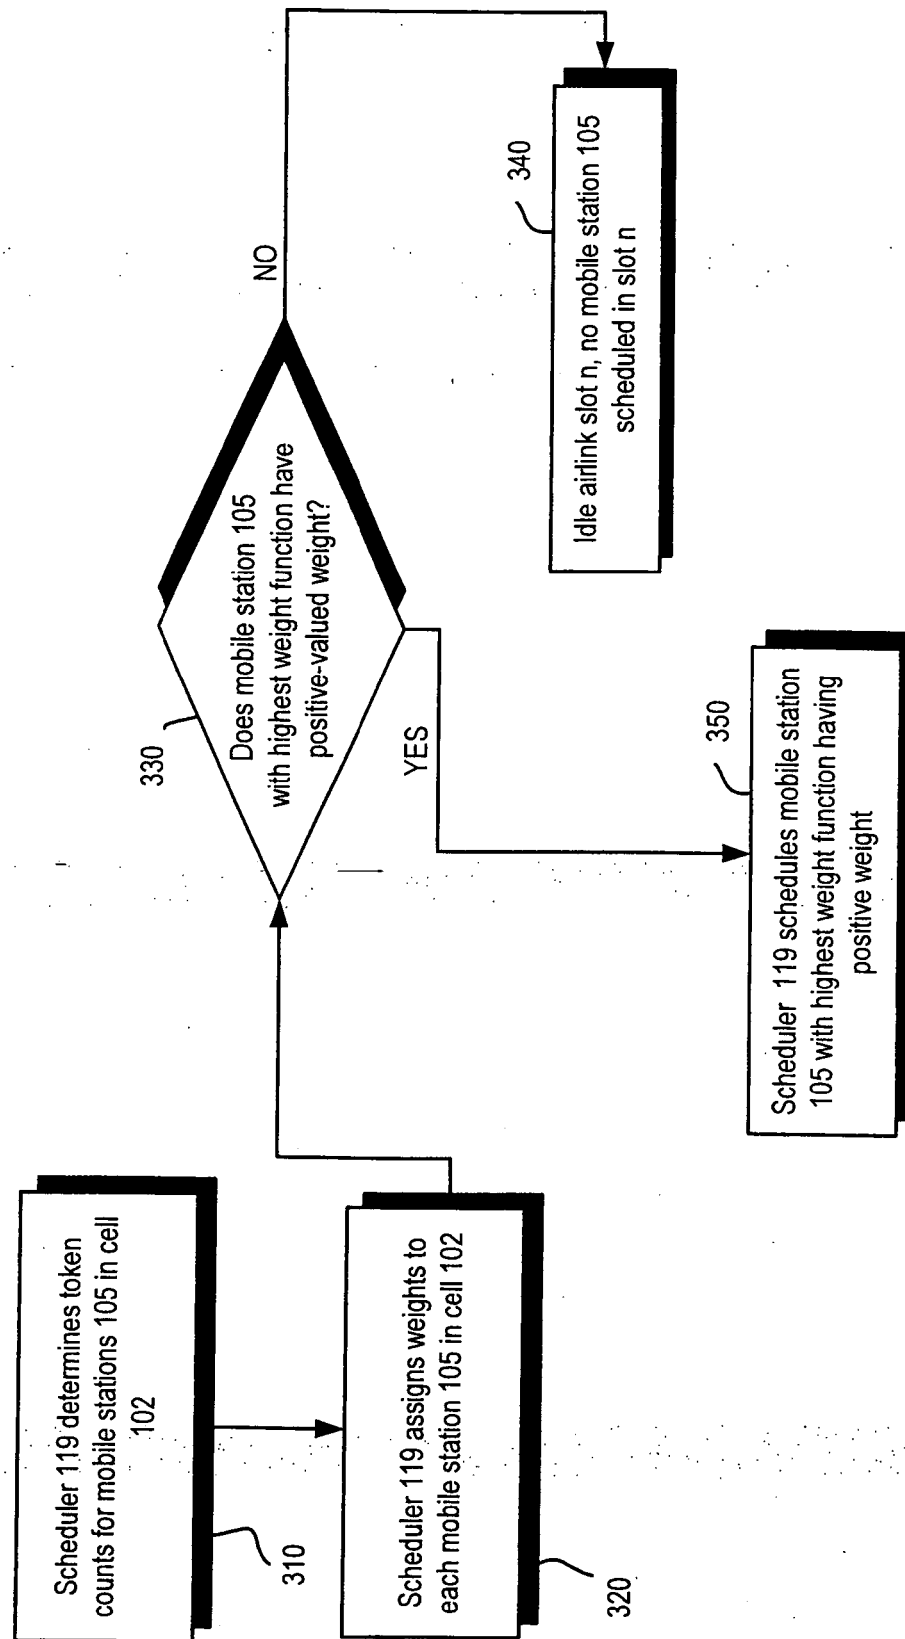 Scheduler 119 determines token
counts for mobile stations 105 in cell
102
310
Scheduler 119 assigns weights to
each mobile station 105 in cell 102
320
330
Does mobile station 105
with highest weight function have
positive-valued weight?
NO
YES
340
Idle airlink slot n, no mobile station 105
scheduled in slot n
350
Scheduler 119 schedules mobile station
105 with highest weight function having
positive weight